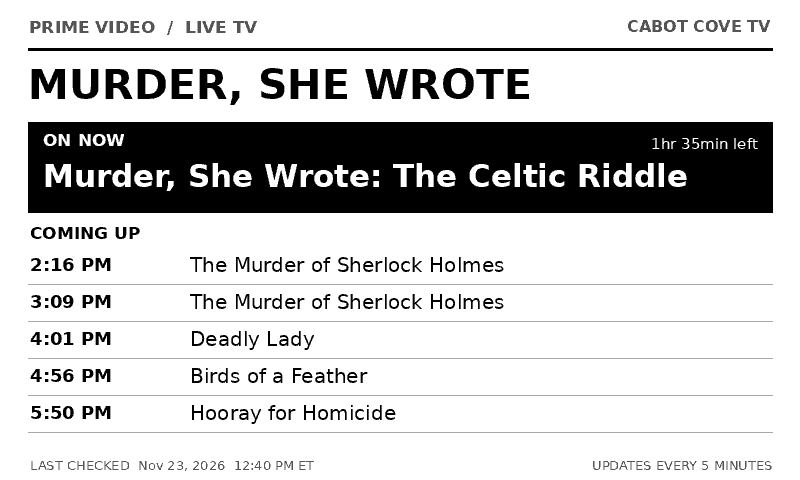 PRIME VIDEO / LIVE TV
CABOT COVE TV
MURDER, SHE WROTE
ON NOW
1hr 35min left
Murder, She Wrote: The Celtic Riddle
COMING UP
2:16 PM The Murder of Sherlock Holmes
3:09 PM The Murder of Sherlock Holmes
4:01 PM Deadly Lady
4:56 PM Birds of a Feather
5:50 PM Hooray for Homicide
LAST CHECKED Nov 23, 2026 12:40 PM ET
UPDATES EVERY 5 MINUTES